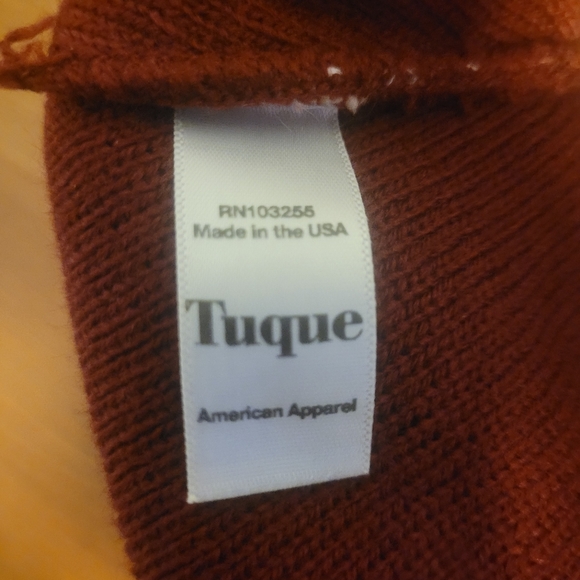 RN103255
Made in the USA
Tuque
American Apparel